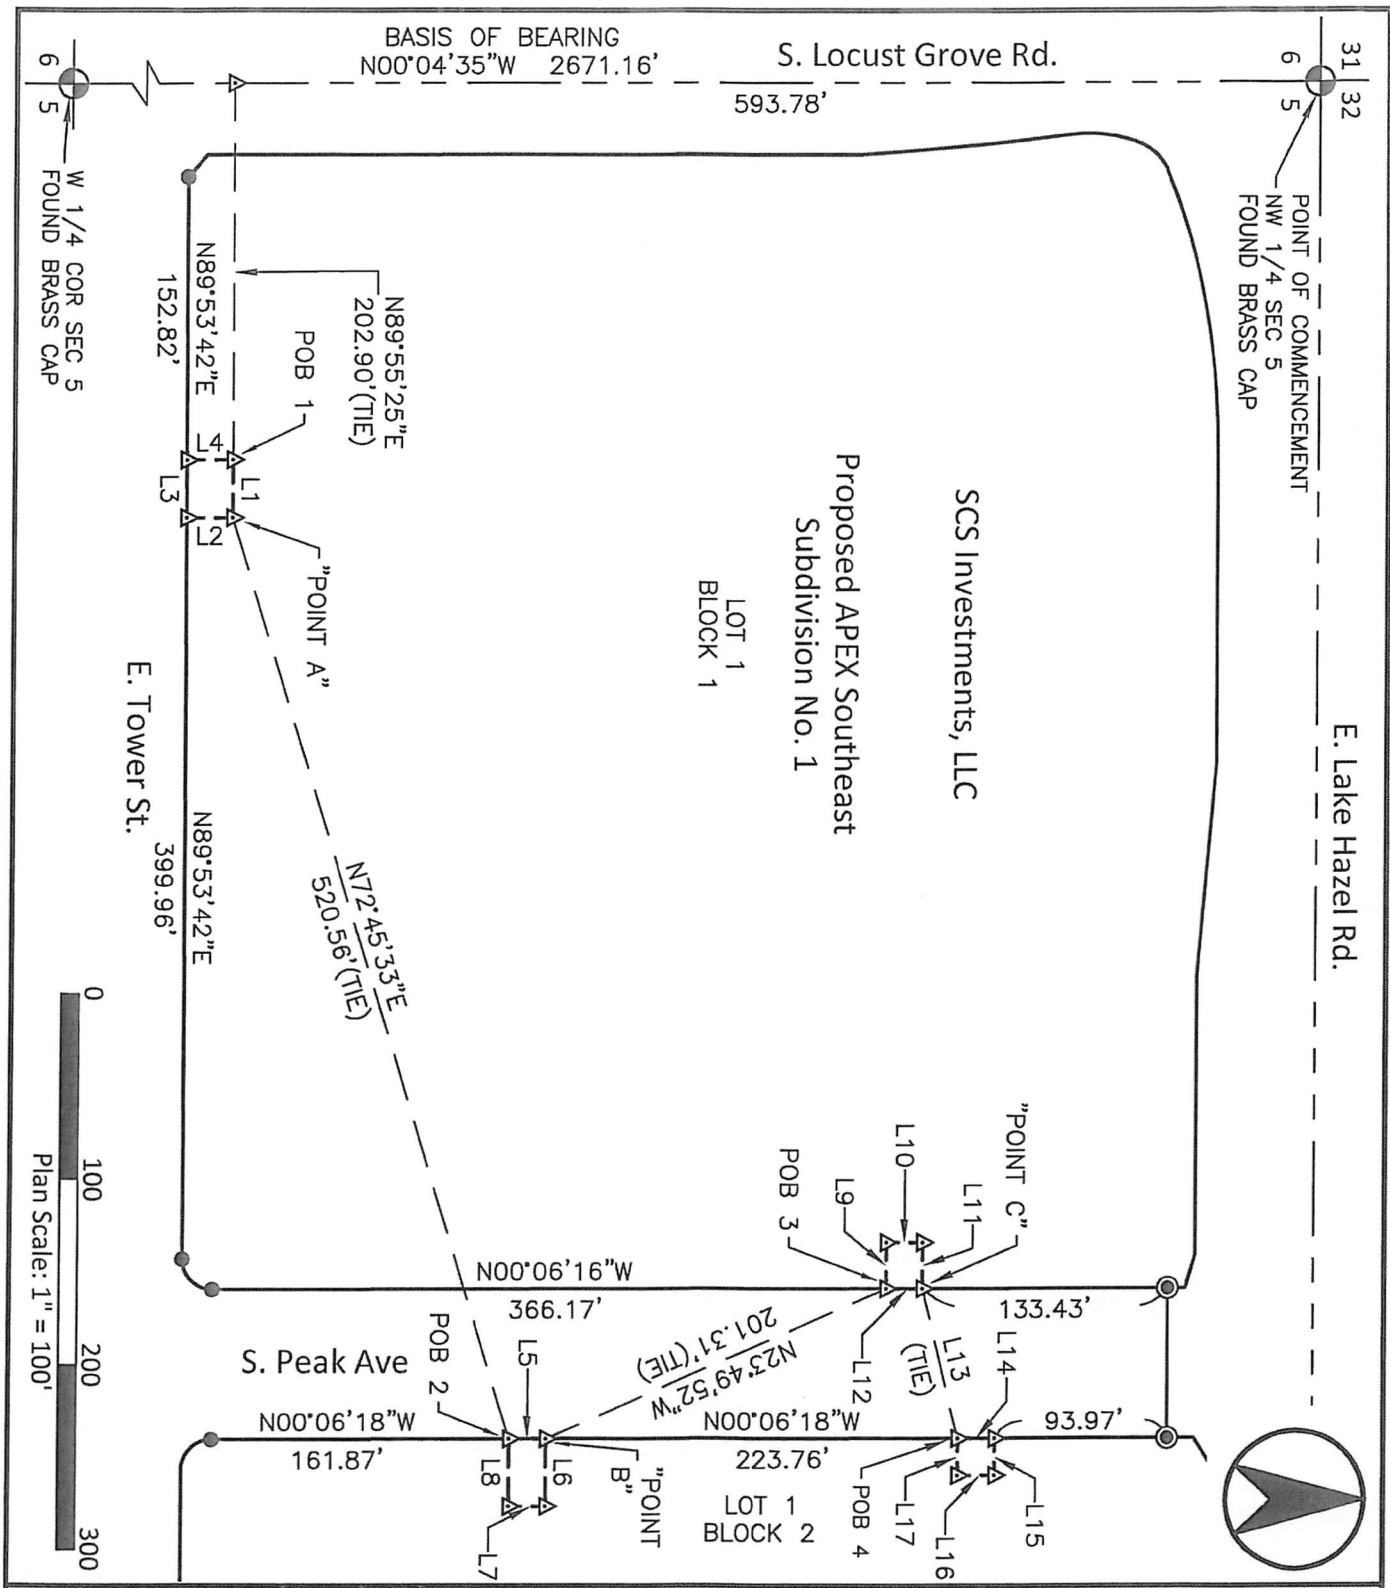 BASIS OF BEARING
N00°04'35"W 2671.16'
S. Locust Grove Rd.
593.78'
31
32
6
5
6
5
POINT OF COMMENCEMENT
NW 1/4 SEC 5
FOUND BRASS CAP
W 1/4 COR SEC 5
FOUND BRASS CAP
E. Lake Hazel Rd.
N89°53'42"E
152.82'
N89°55'25"E
202.90'(TIE)
POB 1
L4
L1
L3
L2
"POINT A"
SCS Investments, LLC
Proposed APEX Southeast
Subdivision No. 1
LOT 1
BLOCK 1
E. Tower St.
N89°53'42"E
399.96'
N72°45'33"E
520.56'(TIE)
"POINT C"
L11
L10
L9
POB 3
N00°06'16"W
366.17'
133.43'
L12
L13
(TIE)
L14
N23°49'52"W
201.31'(TIE)
S. Peak Ave
POB 2
L5
N00°06'18"W
161.87'
N00°06'18"W
223.76'
93.97'
L8
L6
L7
"POINT
B"
LOT 1
BLOCK 2
POB 4
L17
L16
L15
0
100
200
300
Plan Scale: 1" = 100'